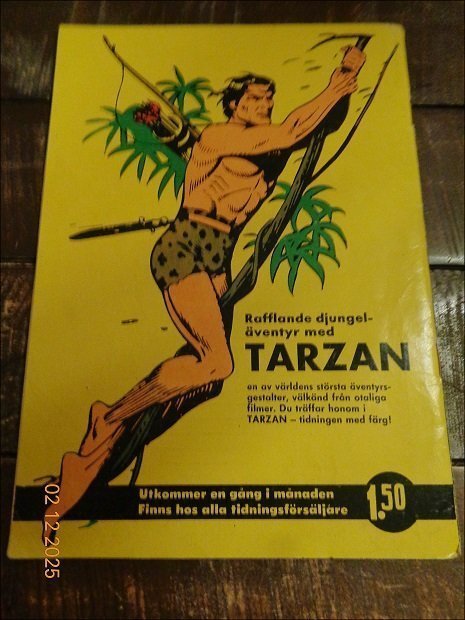 Rafflande djungel-
äventyr med
TARZAN
en av världens största äventyrs-
gestalter, välkänd från otaliga
filmer. Du träffar honom i
TARZAN – tidningen med färg!
Utkommer en gång i månaden
Finns hos alla tidningsförsäljare
1.50
02 12 2025